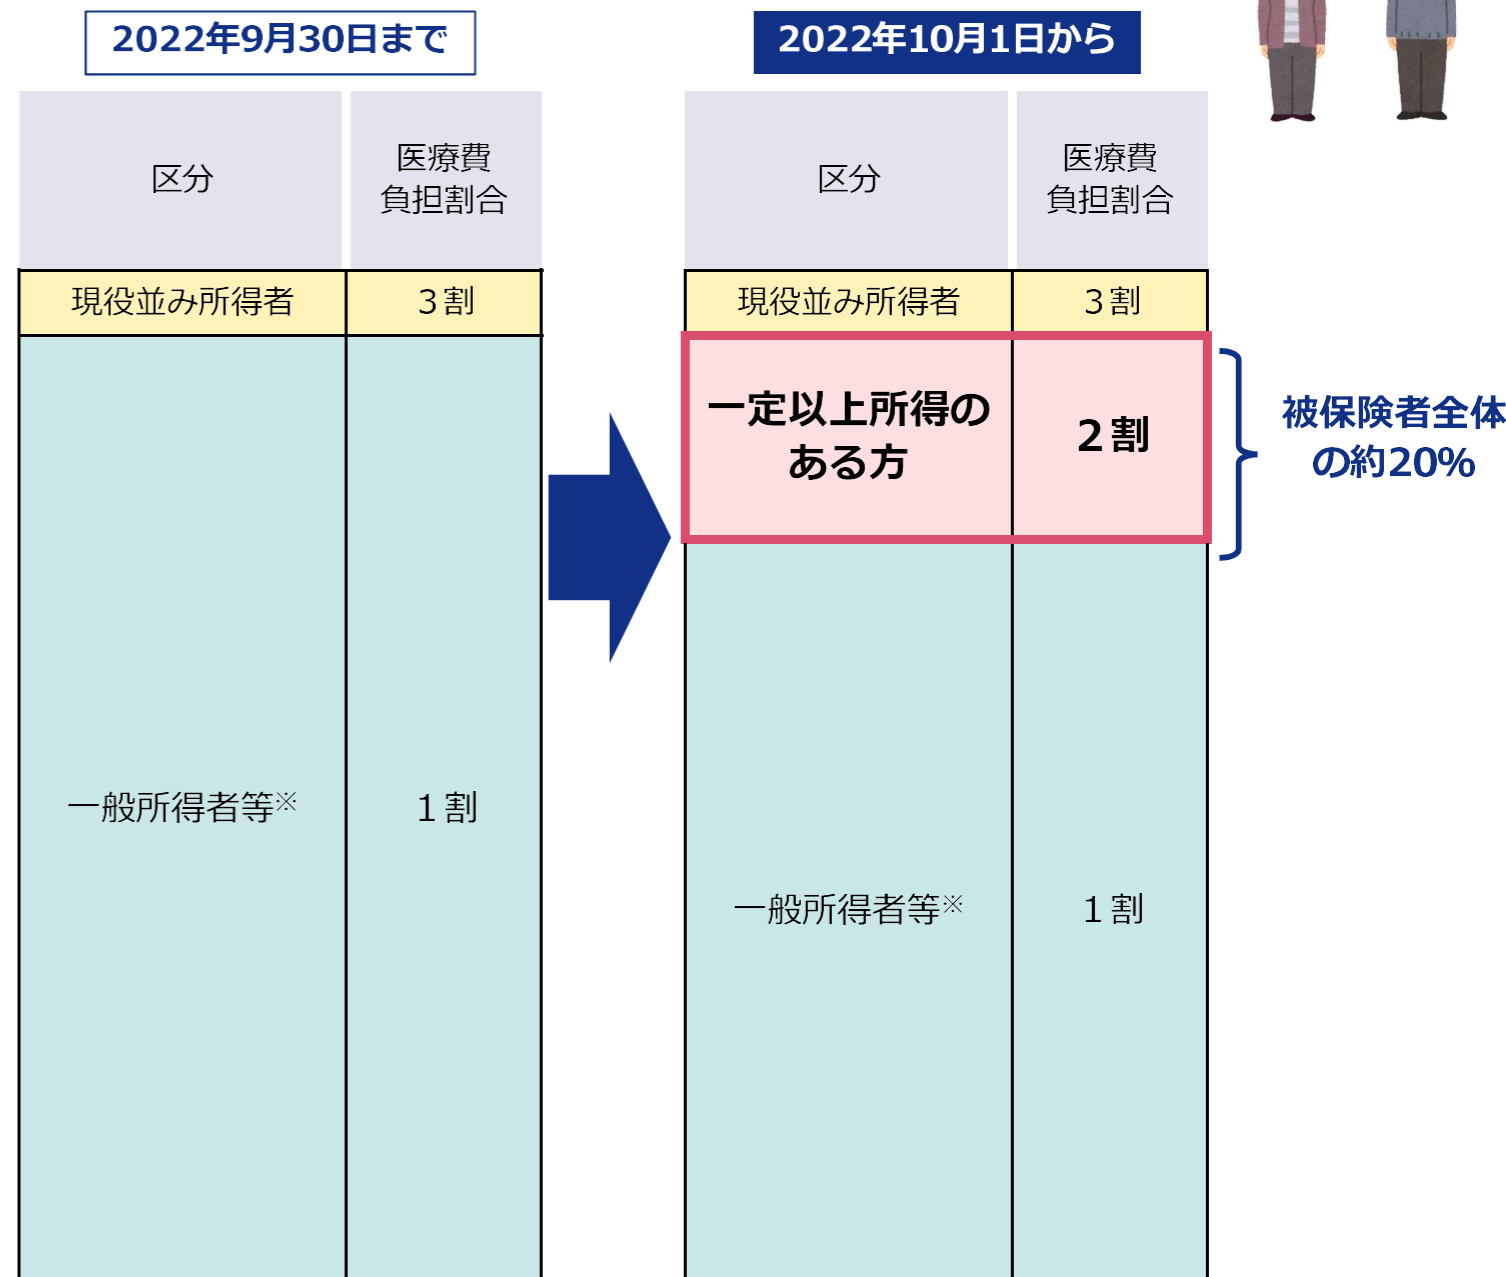 2022年9月30日まで
区分
医療費
負担割合
現役並み所得者
３割
一般所得者等※
１割
2022年10月1日から
区分
医療費
負担割合
現役並み所得者
３割
一定以上所得の
ある方
２割
一般所得者等※
１割
被保険者全体
の約20%